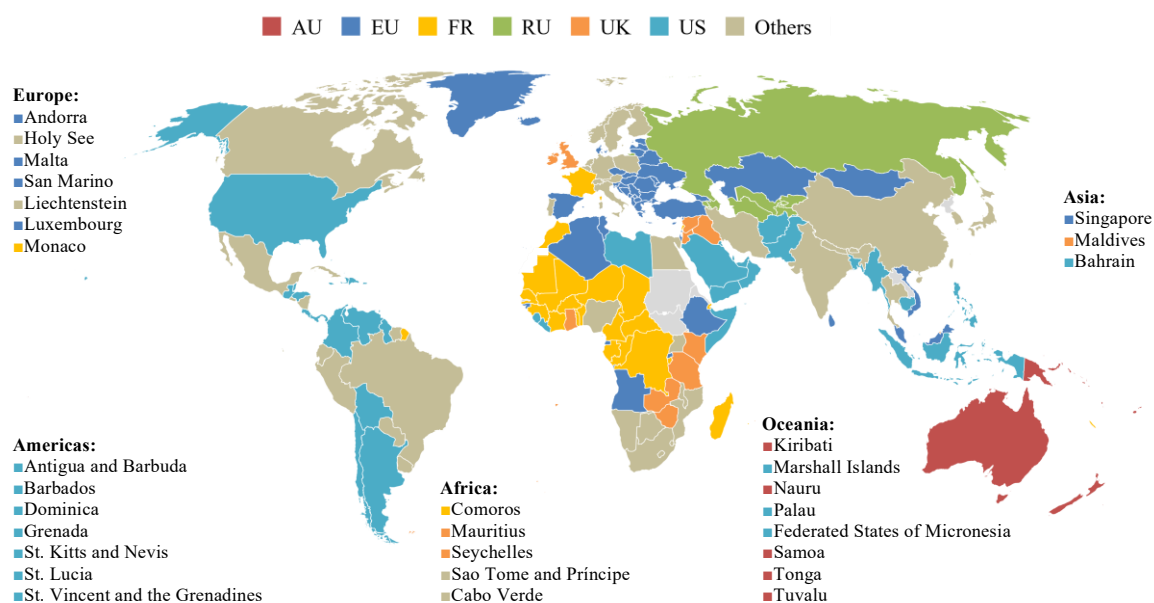 AU EU FR RU UK US Others
Europe:
Andorra
Holy See
Malta
San Marino
Liechtenstein
Luxembourg
Monaco
Asia:
Singapore
Maldives
Bahrain
Americas:
Antigua and Barbuda
Barbados
Dominica
Grenada
St. Kitts and Nevis
St. Lucia
St. Vincent and the Grenadines
Africa:
Comoros
Mauritius
Seychelles
Sao Tome and Príncipe
Cabo Verde
Oceania:
Kiribati
Marshall Islands
Nauru
Palau
Federated States of Micronesia
Samoa
Tonga
Tuvalu